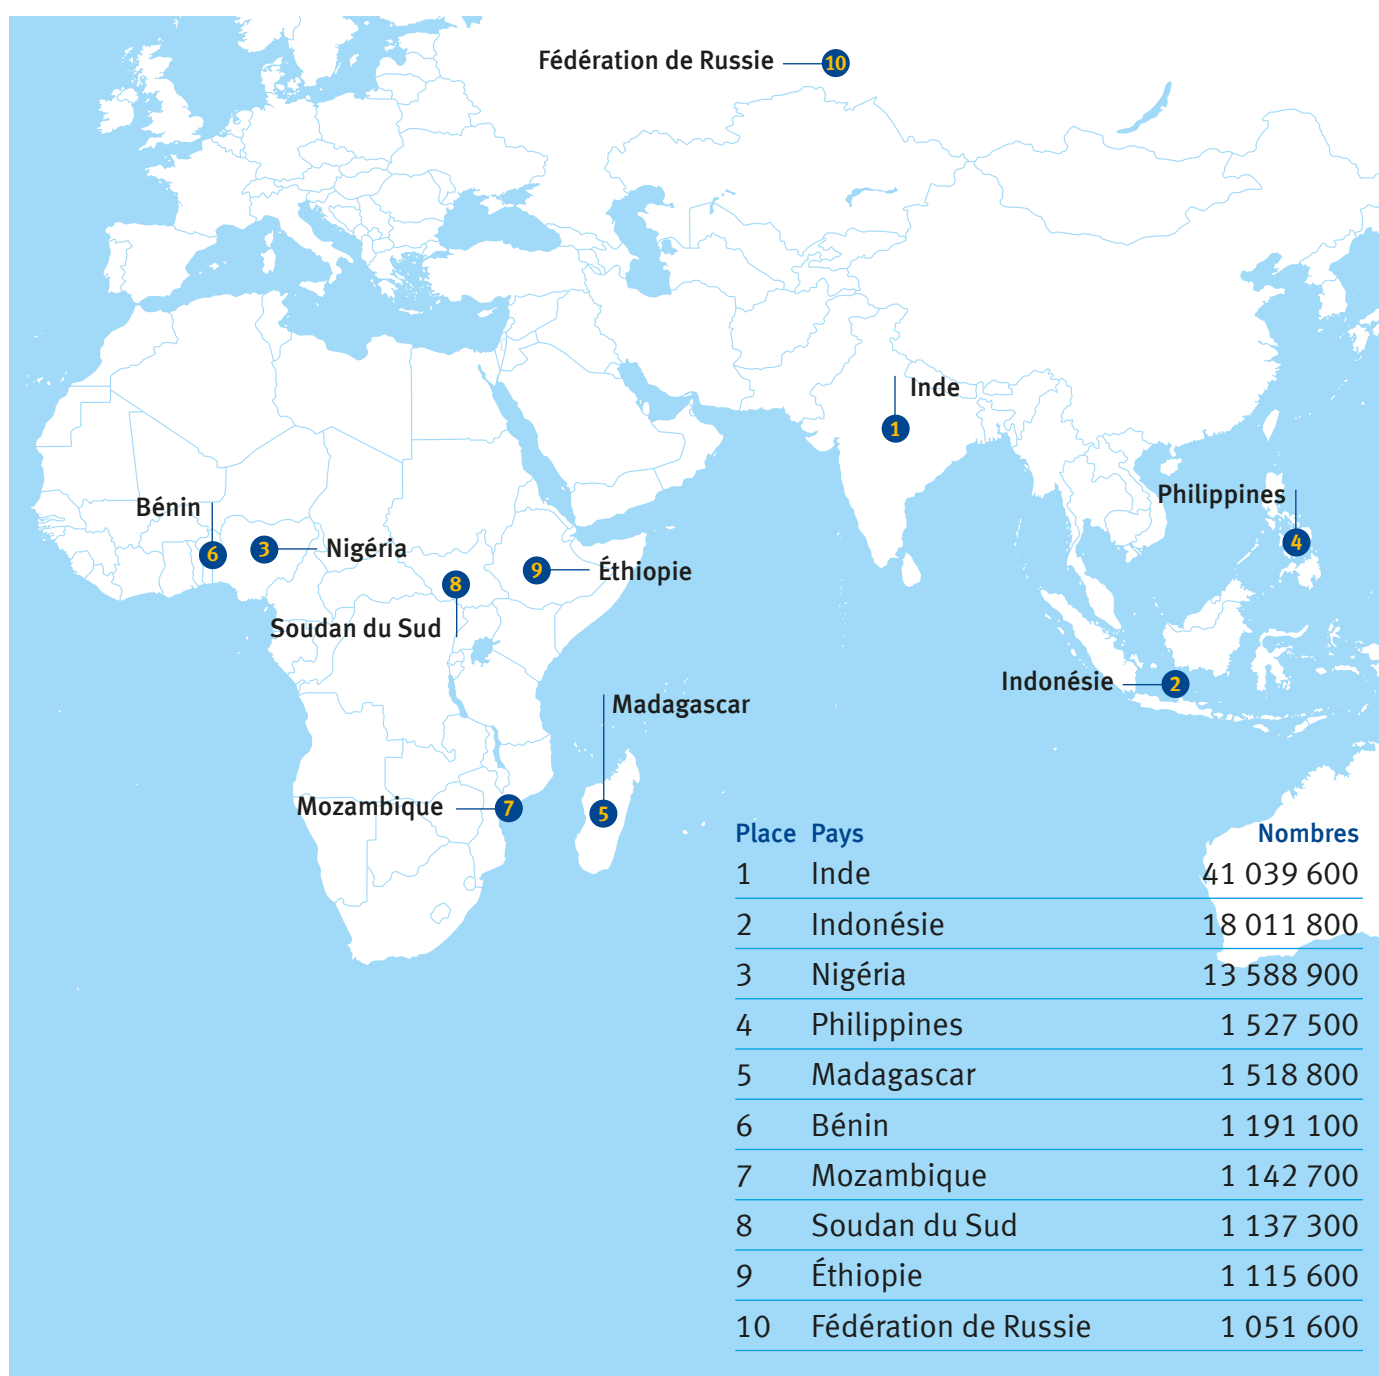 Fédération de Russie
10
Inde
1
Philippines
4
Bénin
6
3
Nigéria
9
Éthiopie
8
Soudan du Sud
Indonésie
2
Madagascar
Mozambique
7
5
Place Pays Nombres
1 Inde 41 039 600
2 Indonésie 18 011 800
3 Nigéria 13 588 900
4 Philippines 1 527 500
5 Madagascar 1 518 800
6 Bénin 1 191 100
7 Mozambique 1 142 700
8 Soudan du Sud 1 137 300
9 Éthiopie 1 115 600
10 Fédération de Russie 1 051 600